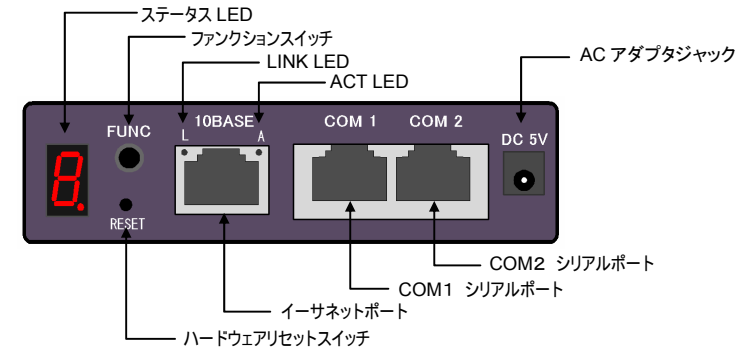 ステータス LED
ファンクションスイッチ
LINK LED
ACT LED
AC アダプタジャック
FUNC
10BASE
L
A
COM 1
COM 2
DC 5V
8.
RESET
COM2 シリアルポート
COM1 シリアルポート
イーサネットポート
ハードウェアリセットスイッチ